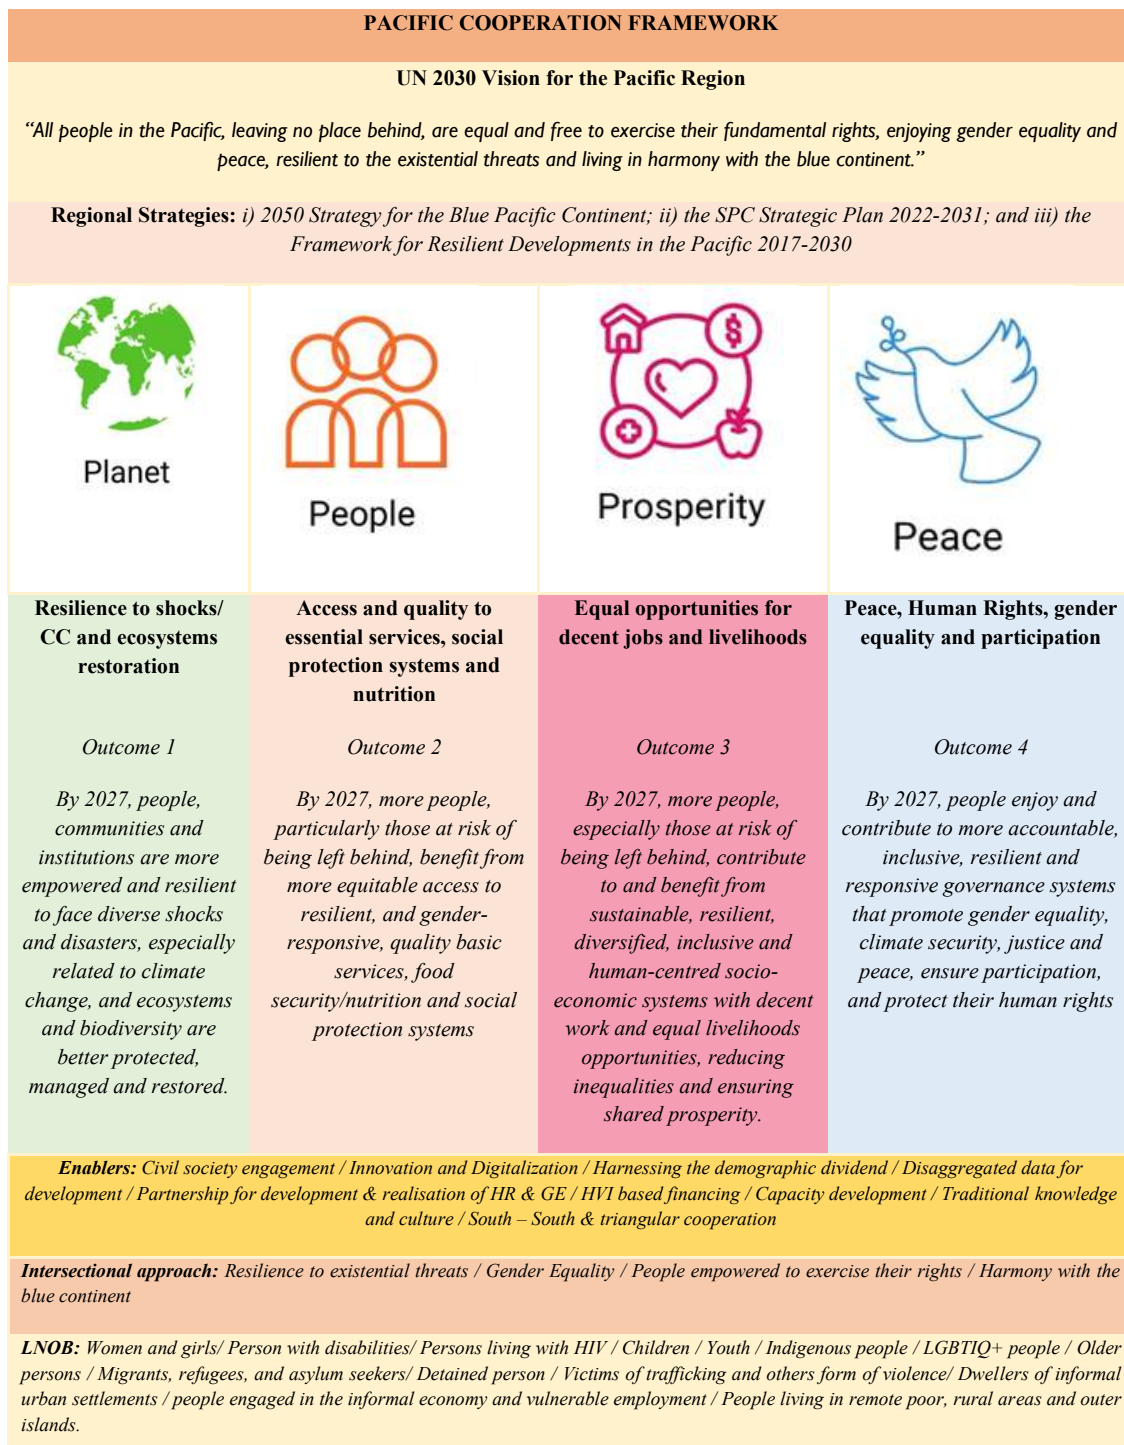 PACIFIC COOPERATION FRAMEWORK
UN 2030 Vision for the Pacific Region
“All people in the Pacific, leaving no place behind, are equal and free to exercise their fundamental rights, enjoying gender equality and
peace, resilient to the existential threats and living in harmony with the blue continent.”
Regional Strategies: i) 2050 Strategy for the Blue Pacific Continent; ii) the SPC Strategic Plan 2022-2031; and iii) the
Framework for Resilient Developments in the Pacific 2017-2030
Planet
People
Prosperity
Peace
Resilience to shocks/
CC and ecosystems
restoration
Outcome 1
By 2027, people,
communities and
institutions are more
empowered and resilient
to face diverse shocks
and disasters, especially
related to climate
change, and ecosystems
and biodiversity are
better protected,
managed and restored.
Access and quality to
essential services, social
protection systems and
nutrition
Outcome 2
By 2027, more people,
particularly those at risk of
being left behind, benefit from
more equitable access to
resilient, and gender-
responsive, quality basic
services, food
security/nutrition and social
protection systems
Equal opportunities for
decent jobs and livelihoods
Outcome 3
By 2027, more people,
especially those at risk of
being left behind, contribute
to and benefit from
sustainable, resilient,
diversified, inclusive and
human-centred socio-
economic systems with decent
work and equal livelihoods
opportunities, reducing
inequalities and ensuring
shared prosperity.
Peace, Human Rights, gender
equality and participation
Outcome 4
By 2027, people enjoy and
contribute to more accountable,
inclusive, resilient and
responsive governance systems
that promote gender equality,
climate security, justice and
peace, ensure participation,
and protect their human rights
Enablers: Civil society engagement / Innovation and Digitalization / Harnessing the demographic dividend / Disaggregated data for
development / Partnership for development & realisation of HR & GE / HVI based financing / Capacity development / Traditional knowledge
and culture / South – South & triangular cooperation
Intersectional approach: Resilience to existential threats / Gender Equality / People empowered to exercise their rights / Harmony with the
blue continent
LNOB: Women and girls/ Person with disabilities/ Persons living with HIV / Children / Youth / Indigenous people / LGBTIQ+ people / Older
persons / Migrants, refugees, and asylum seekers/ Detained person / Victims of trafficking and others form of violence/ Dwellers of informal
urban settlements / people engaged in the informal economy and vulnerable employment / People living in remote poor, rural areas and outer
islands.